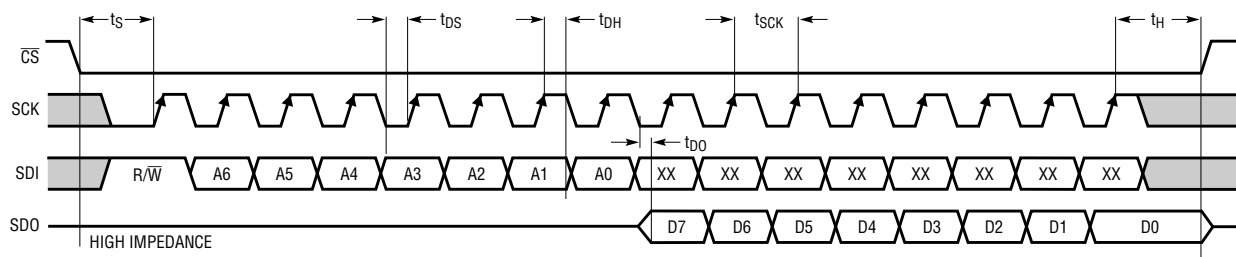 tS tDS tDH tSCK tH
CS
SCK
tDO
SDI R/W A6 A5 A4 A3 A2 A1 A0 XX XX XX XX XX XX XX XX
SDO D7 D6 D5 D4 D3 D2 D1 D0
HIGH IMPEDANCE